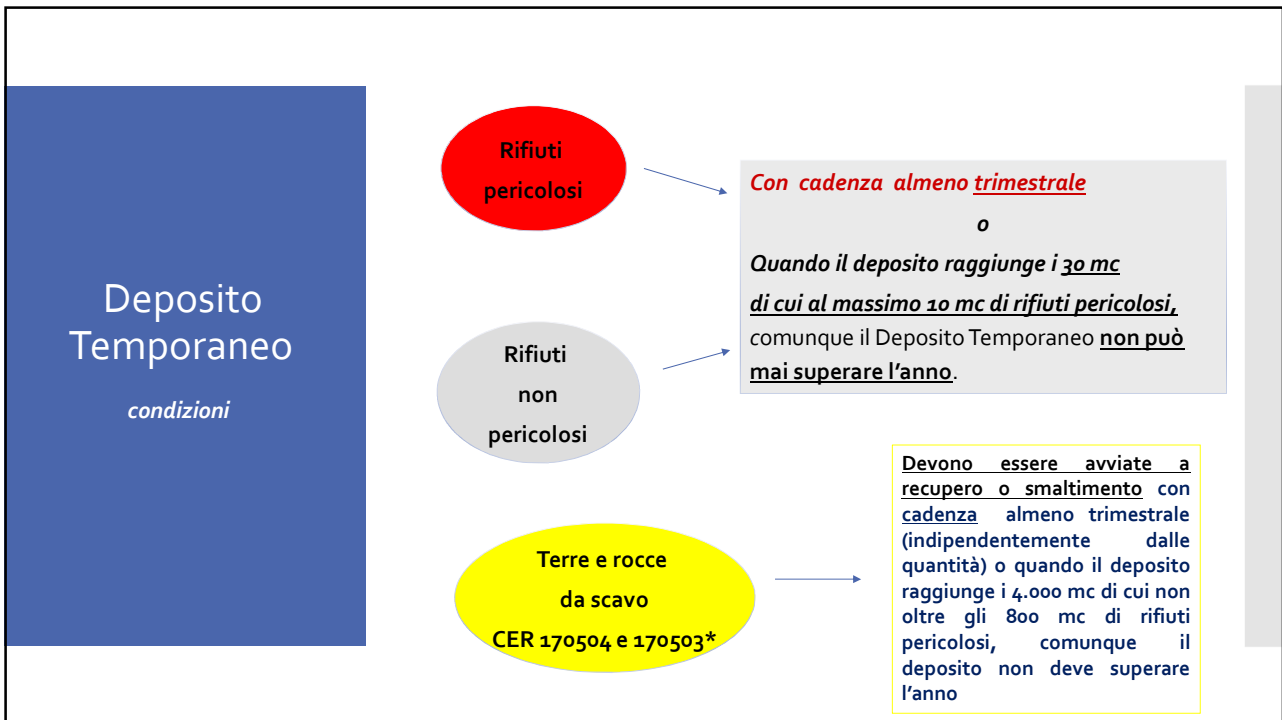 Deposito
Temporaneo
condizioni
Rifiuti
pericolosi
Con cadenza almeno trimestrale
o
Quando il deposito raggiunge i 30 mc
di cui al massimo 10 mc di rifiuti pericolosi,
comunque il Deposito Temporaneo non può
mai superare l'anno.
Rifiuti
non
pericolosi
Terre e rocce
da scavo
CER 170504 e 170503*
Devono essere avviate a
recupero o smaltimento con
cadenza almeno trimestrale
(indipendentemente dalle
quantità) o quando il deposito
raggiunge i 4.000 mc di cui non
oltre gli 800 mc di rifiuti
pericolosi, comunque il
deposito non deve superare
l'anno